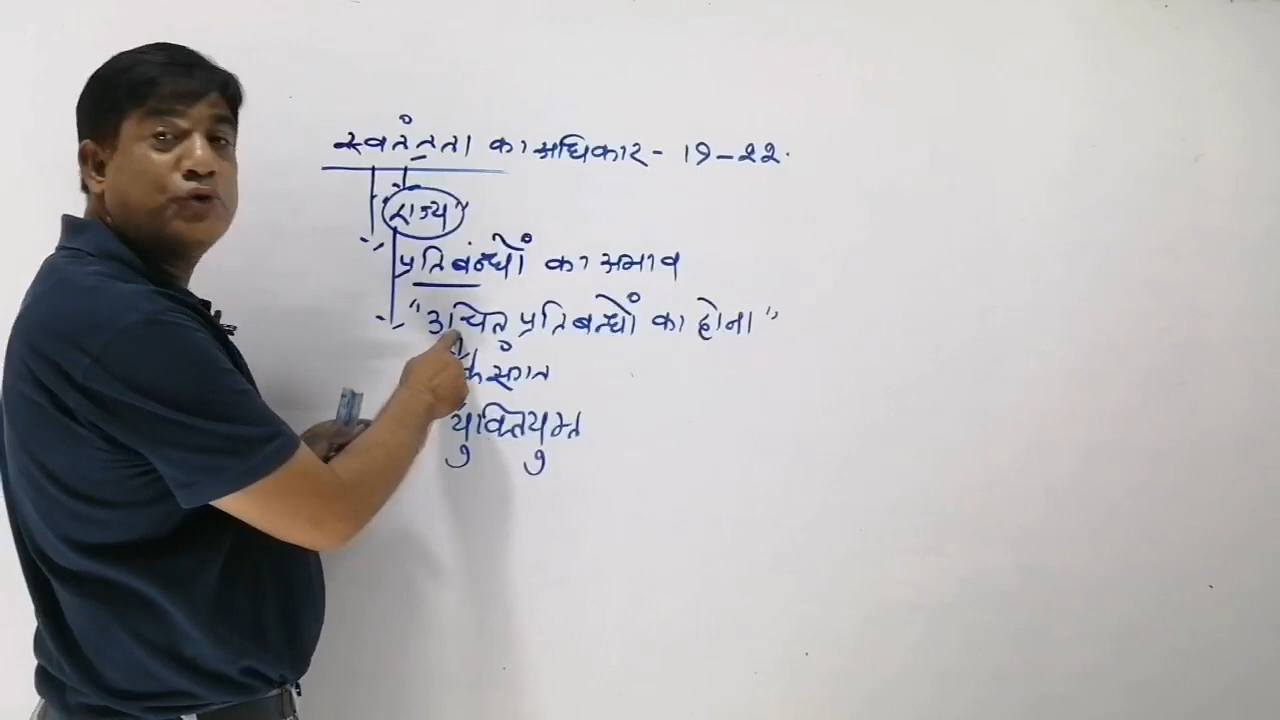 स्वतंत्रता का अधिकार - 19-22.
"राज्य"
प्रतिबंन्धों का अभाव
"उचित प्रतिबन्धों का होना"
युक्तियुक्त